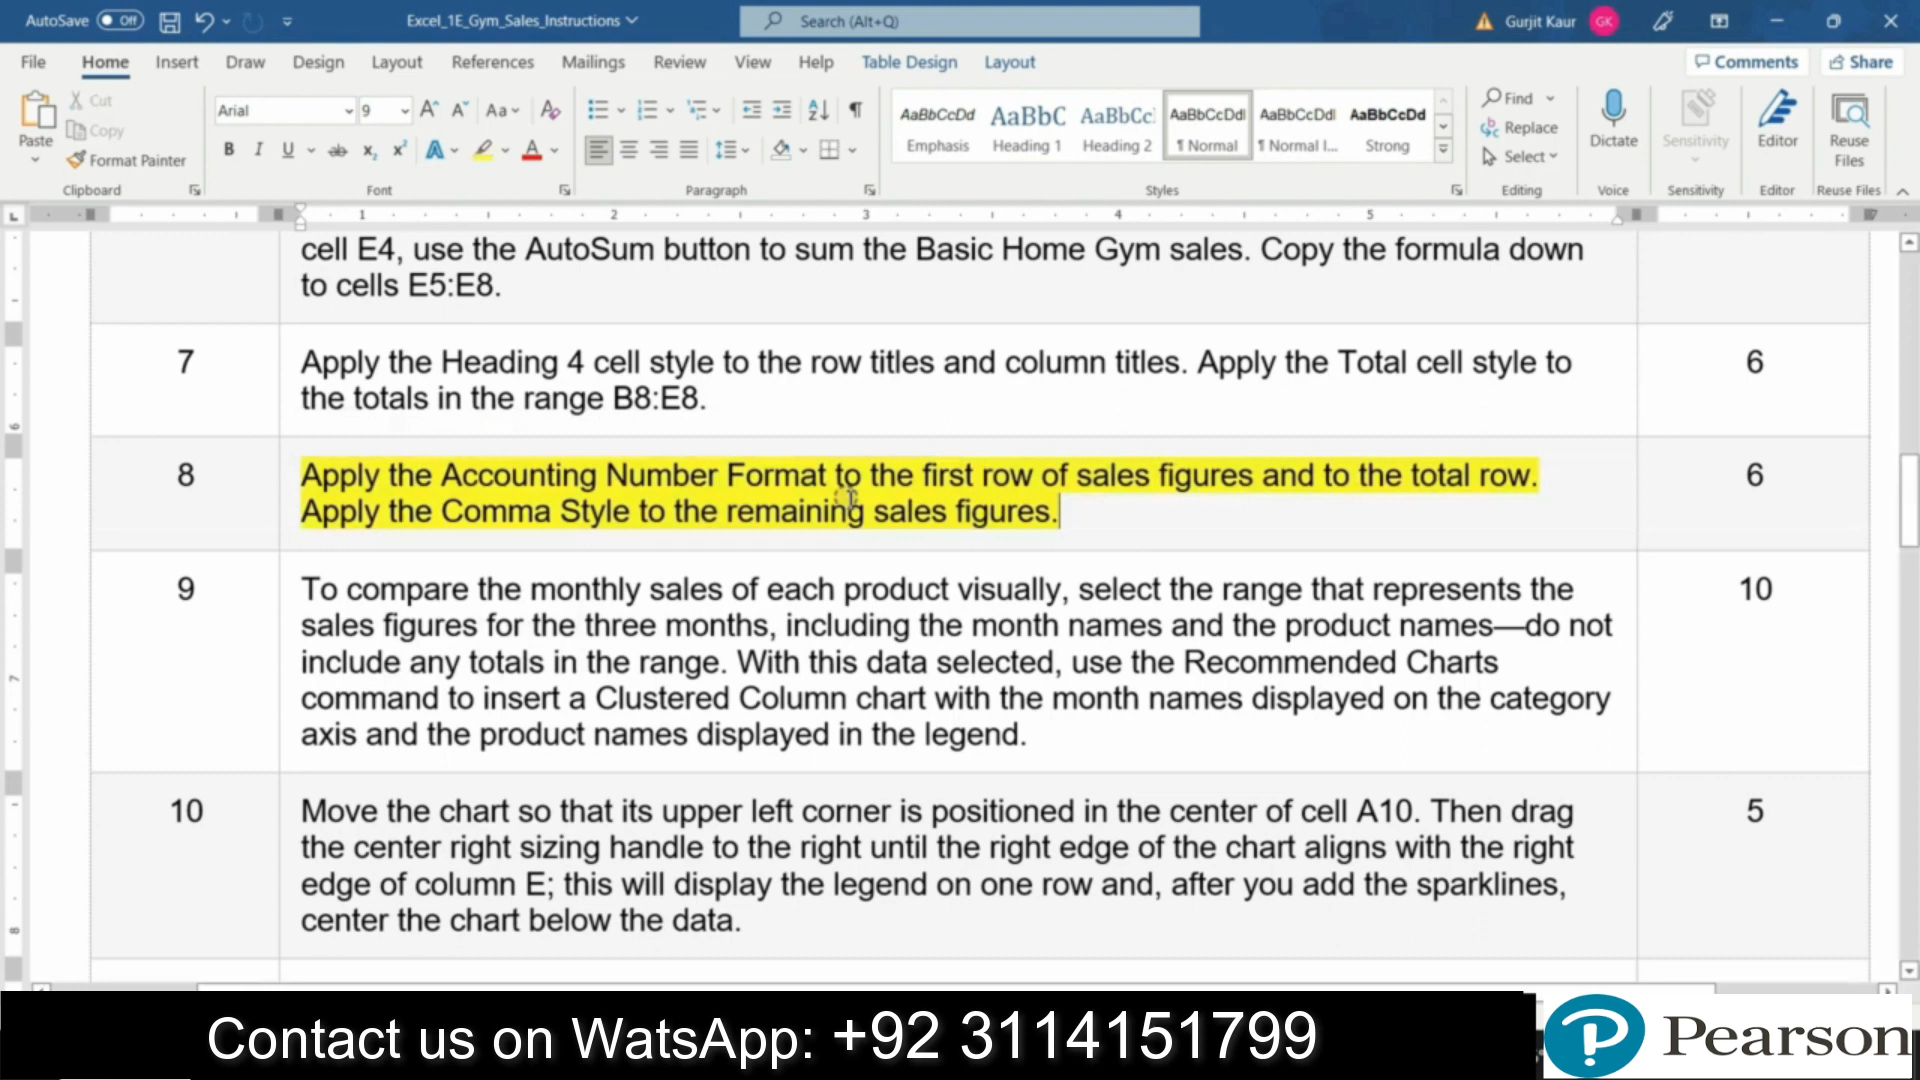 AutoSave Off Excel_1E_Gym_Sales_Instructions Search (Alt+Q) Gurjit Kaur GK
File Home Insert Draw Design Layout References Mailings Review View Help Table Design Layout Comments Share
Paste Cut Copy Format Painter
Clipboard
Arial 9 Aa
B I U ab x₂ x² A A
Font
Paragraph
AaBbCcDd AaBbC AaBbCc AaBbCcDdI AaBbCcDdI AaBbCcDd
Emphasis Heading 1 Heading 2 ¶ Normal ¶ Normal I... Strong
Styles
Find
Replace
Select
Editing
Dictate
Voice
Sensitivity
Sensitivity
Editor
Editor
Reuse Files
Reuse Files
1 2 3 4 5
cell E4, use the AutoSum button to sum the Basic Home Gym sales. Copy the formula down
to cells E5:E8.
7 Apply the Heading 4 cell style to the row titles and column titles. Apply the Total cell style to 6
the totals in the range B8:E8.
8 Apply the Accounting Number Format to the first row of sales figures and to the total row. 6
Apply the Comma Style to the remaining sales figures.
9 To compare the monthly sales of each product visually, select the range that represents the 10
sales figures for the three months, including the month names and the product names—do not
include any totals in the range. With this data selected, use the Recommended Charts
command to insert a Clustered Column chart with the month names displayed on the category
axis and the product names displayed in the legend.
10 Move the chart so that its upper left corner is positioned in the center of cell A10. Then drag 5
the center right sizing handle to the right until the right edge of the chart aligns with the right
edge of column E; this will display the legend on one row and, after you add the sparklines,
center the chart below the data.
Contact us on WatsApp: +92 3114151799
Pearson